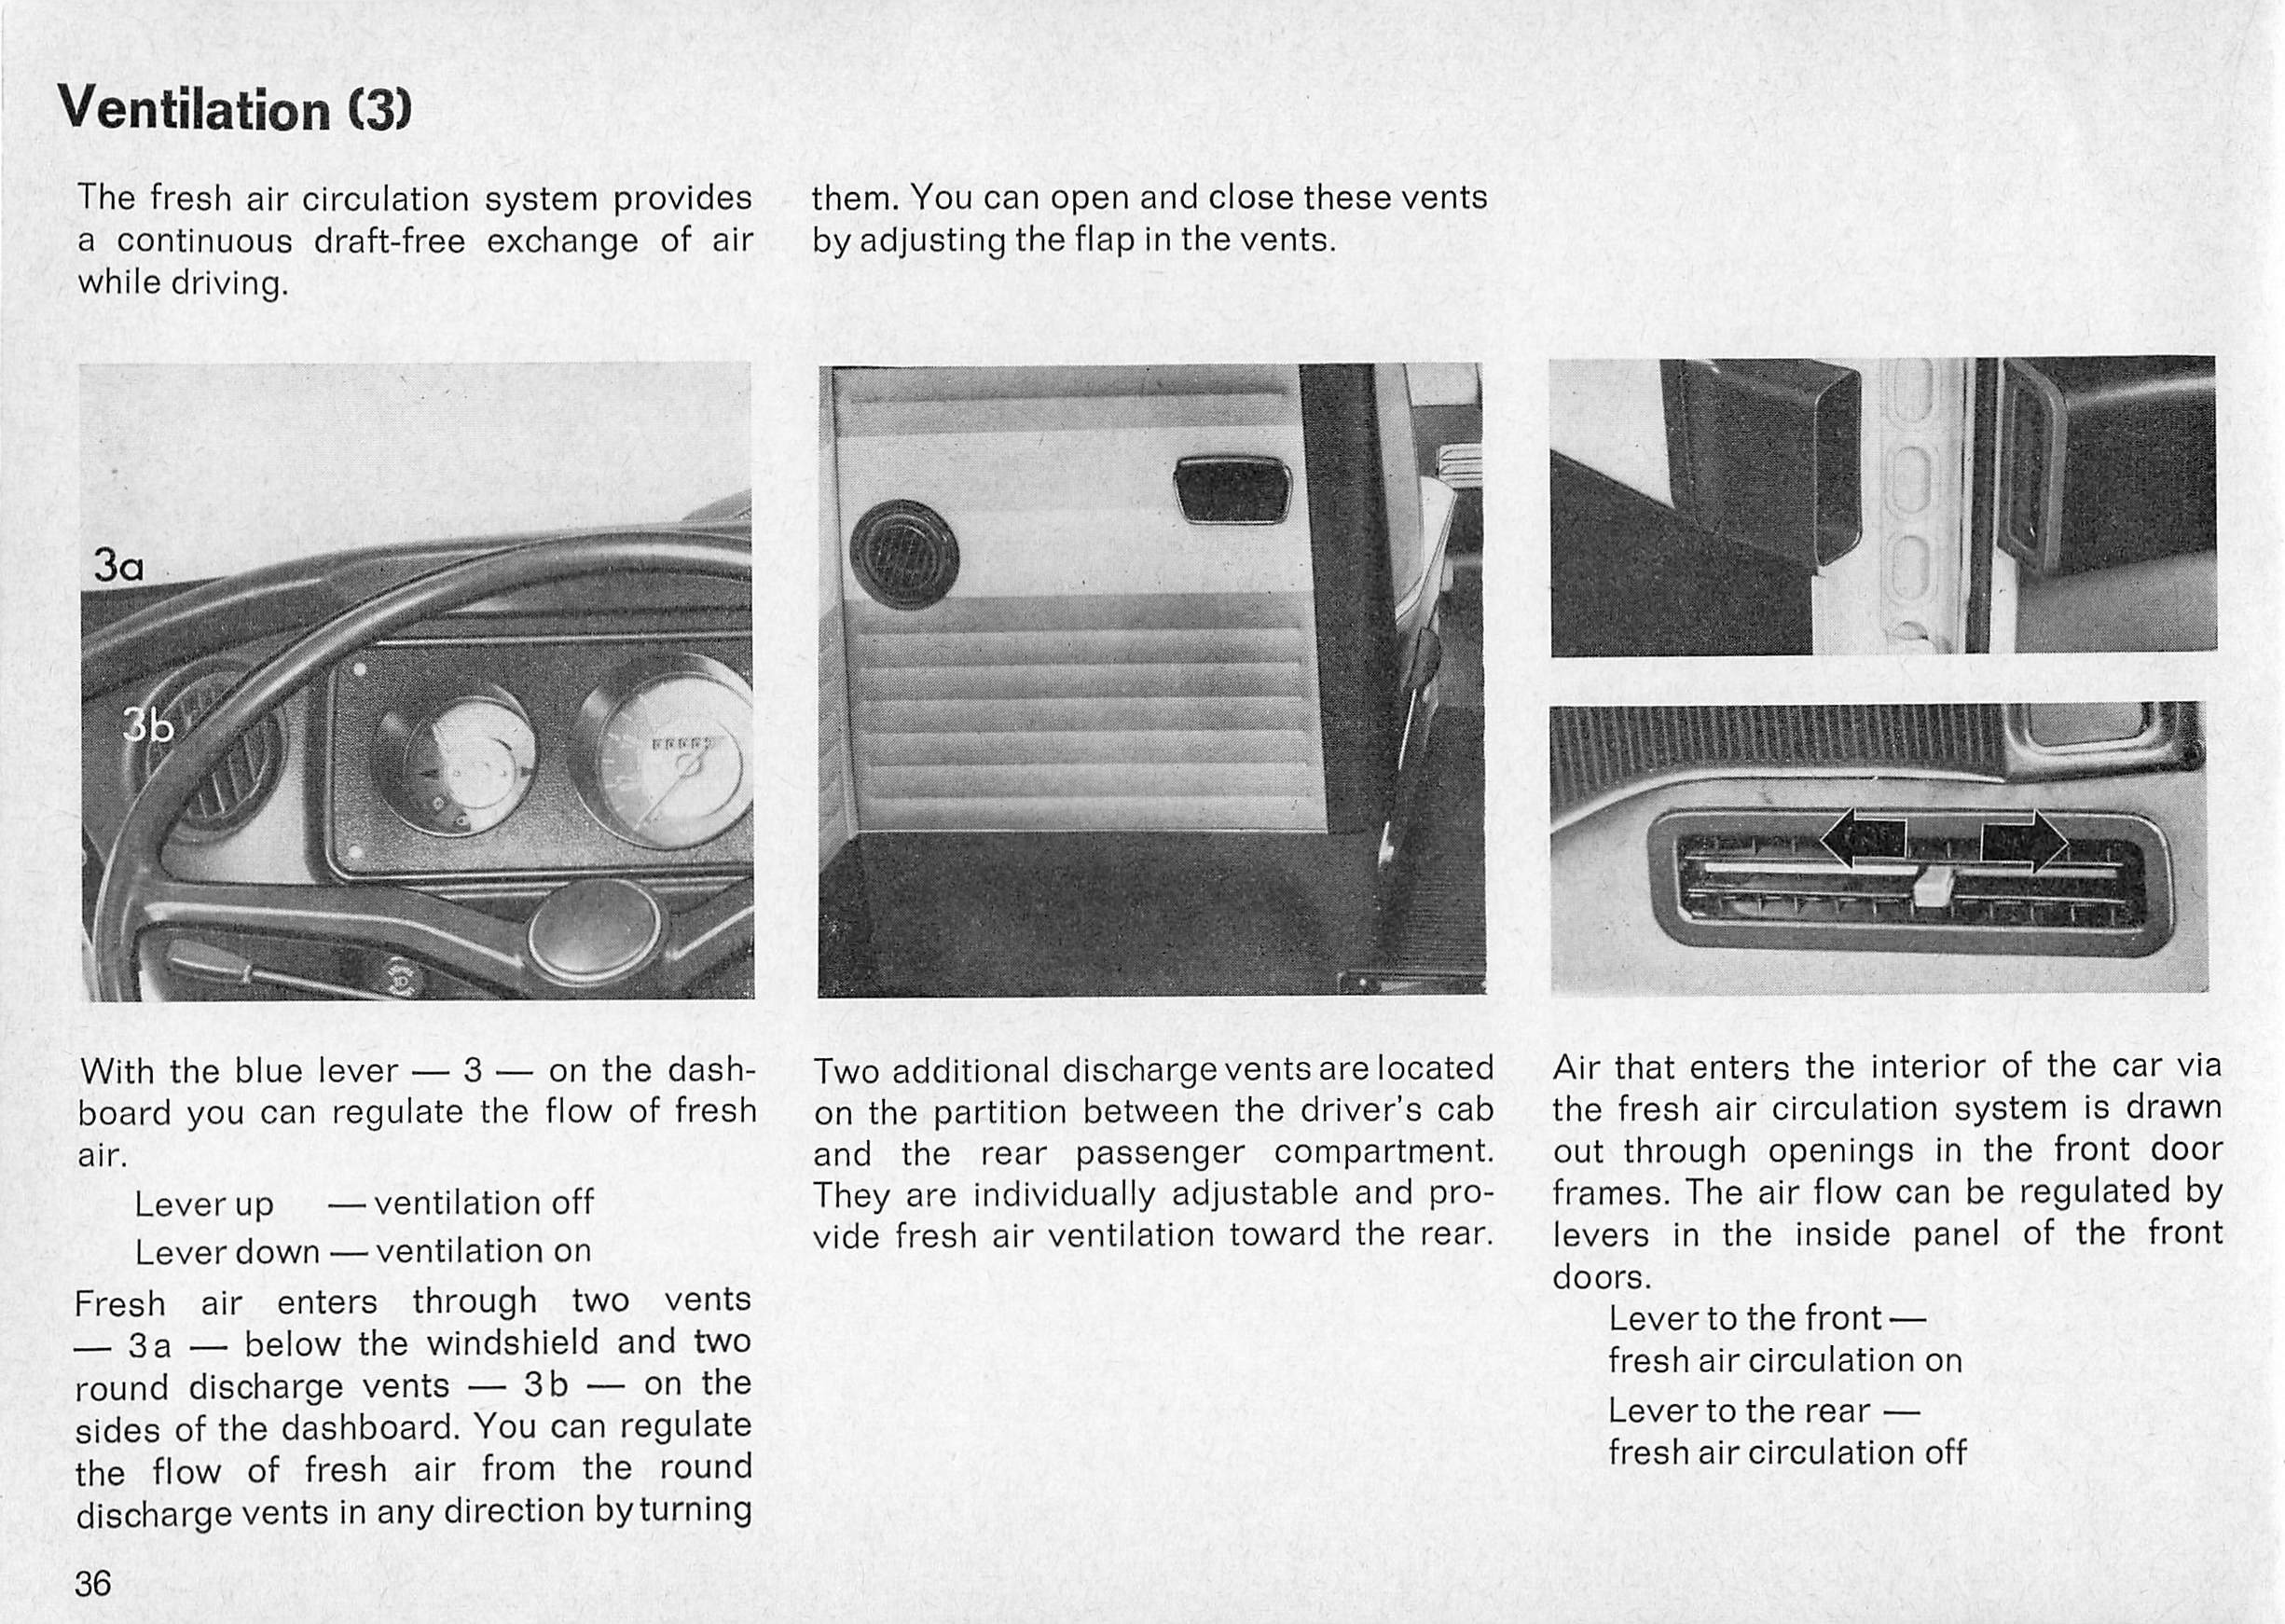 Ventilation (3)
The fresh air circulation system provides
a continuous draft-free exchange of air
while driving.
3a
3b
With the blue lever — 3 — on the dash-
board you can regulate the flow of fresh
air.
Lever up — ventilation off
Lever down — ventilation on
Fresh air enters through two vents
— 3a — below the windshield and two
round discharge vents — 3b — on the
sides of the dashboard. You can regulate
the flow of fresh air from the round
discharge vents in any direction by turning
them. You can open and close these vents
by adjusting the flap in the vents.
Two additional discharge vents are located
on the partition between the driver's cab
and the rear passenger compartment.
They are individually adjustable and pro-
vide fresh air ventilation toward the rear.
Air that enters the interior of the car via
the fresh air circulation system is drawn
out through openings in the front door
frames. The air flow can be regulated by
levers in the inside panel of the front
doors.
Lever to the front —
fresh air circulation on
Lever to the rear —
fresh air circulation off
36